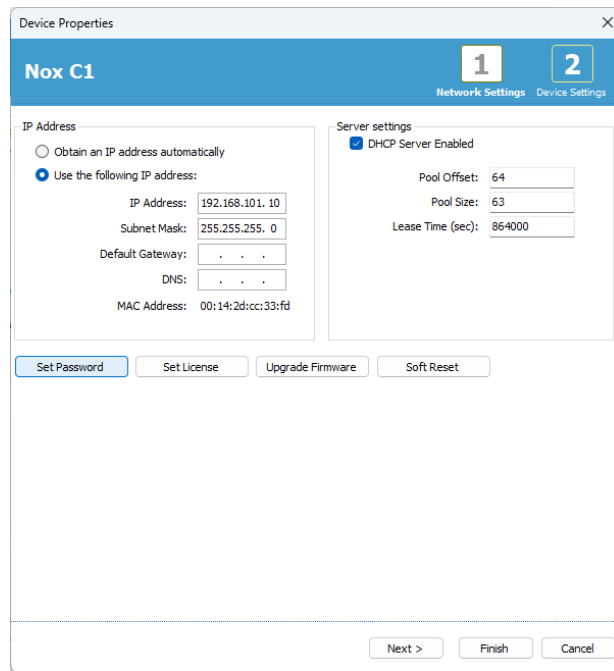 Device Properties
Nox C1
1
Network Settings
2
Device Settings
IP Address
Obtain an IP address automatically
Use the following IP address:
IP Address: 192.168.101. 10
Subnet Mask: 255.255.255. 0
Default Gateway: . . .
DNS: . . .
MAC Address: 00:14:2d:cc:33:fd
Server settings
DHCP Server Enabled
Pool Offset: 64
Pool Size: 63
Lease Time (sec): 864000
Set Password
Set License
Upgrade Firmware
Soft Reset
Next >
Finish
Cancel